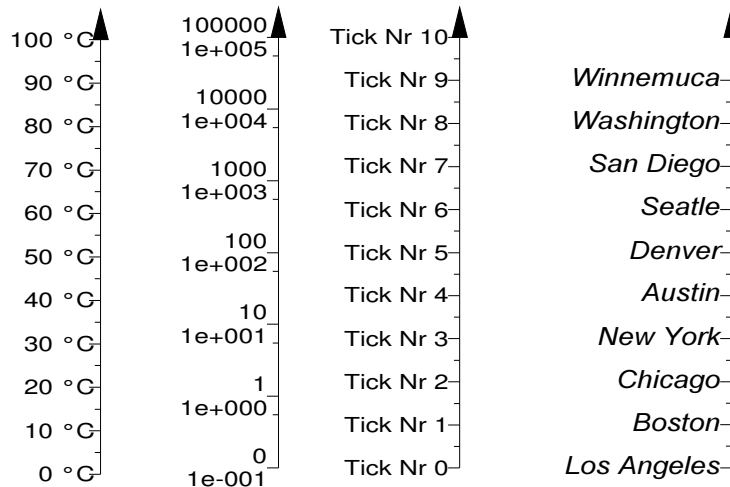 100 °C
90 °C
80 °C
70 °C
60 °C
50 °C
40 °C
30 °C
20 °C
10 °C
0 °C
100000
1e+005
10000
1e+004
1000
1e+003
100
1e+002
10
1e+001
1
1e+000
0
1e-001
Tick Nr 10
Tick Nr 9
Tick Nr 8
Tick Nr 7
Tick Nr 6
Tick Nr 5
Tick Nr 4
Tick Nr 3
Tick Nr 2
Tick Nr 1
Tick Nr 0
Winnemuca
Washington
San Diego
Seatle
Denver
Austin
New York
Chicago
Boston
Los Angeles